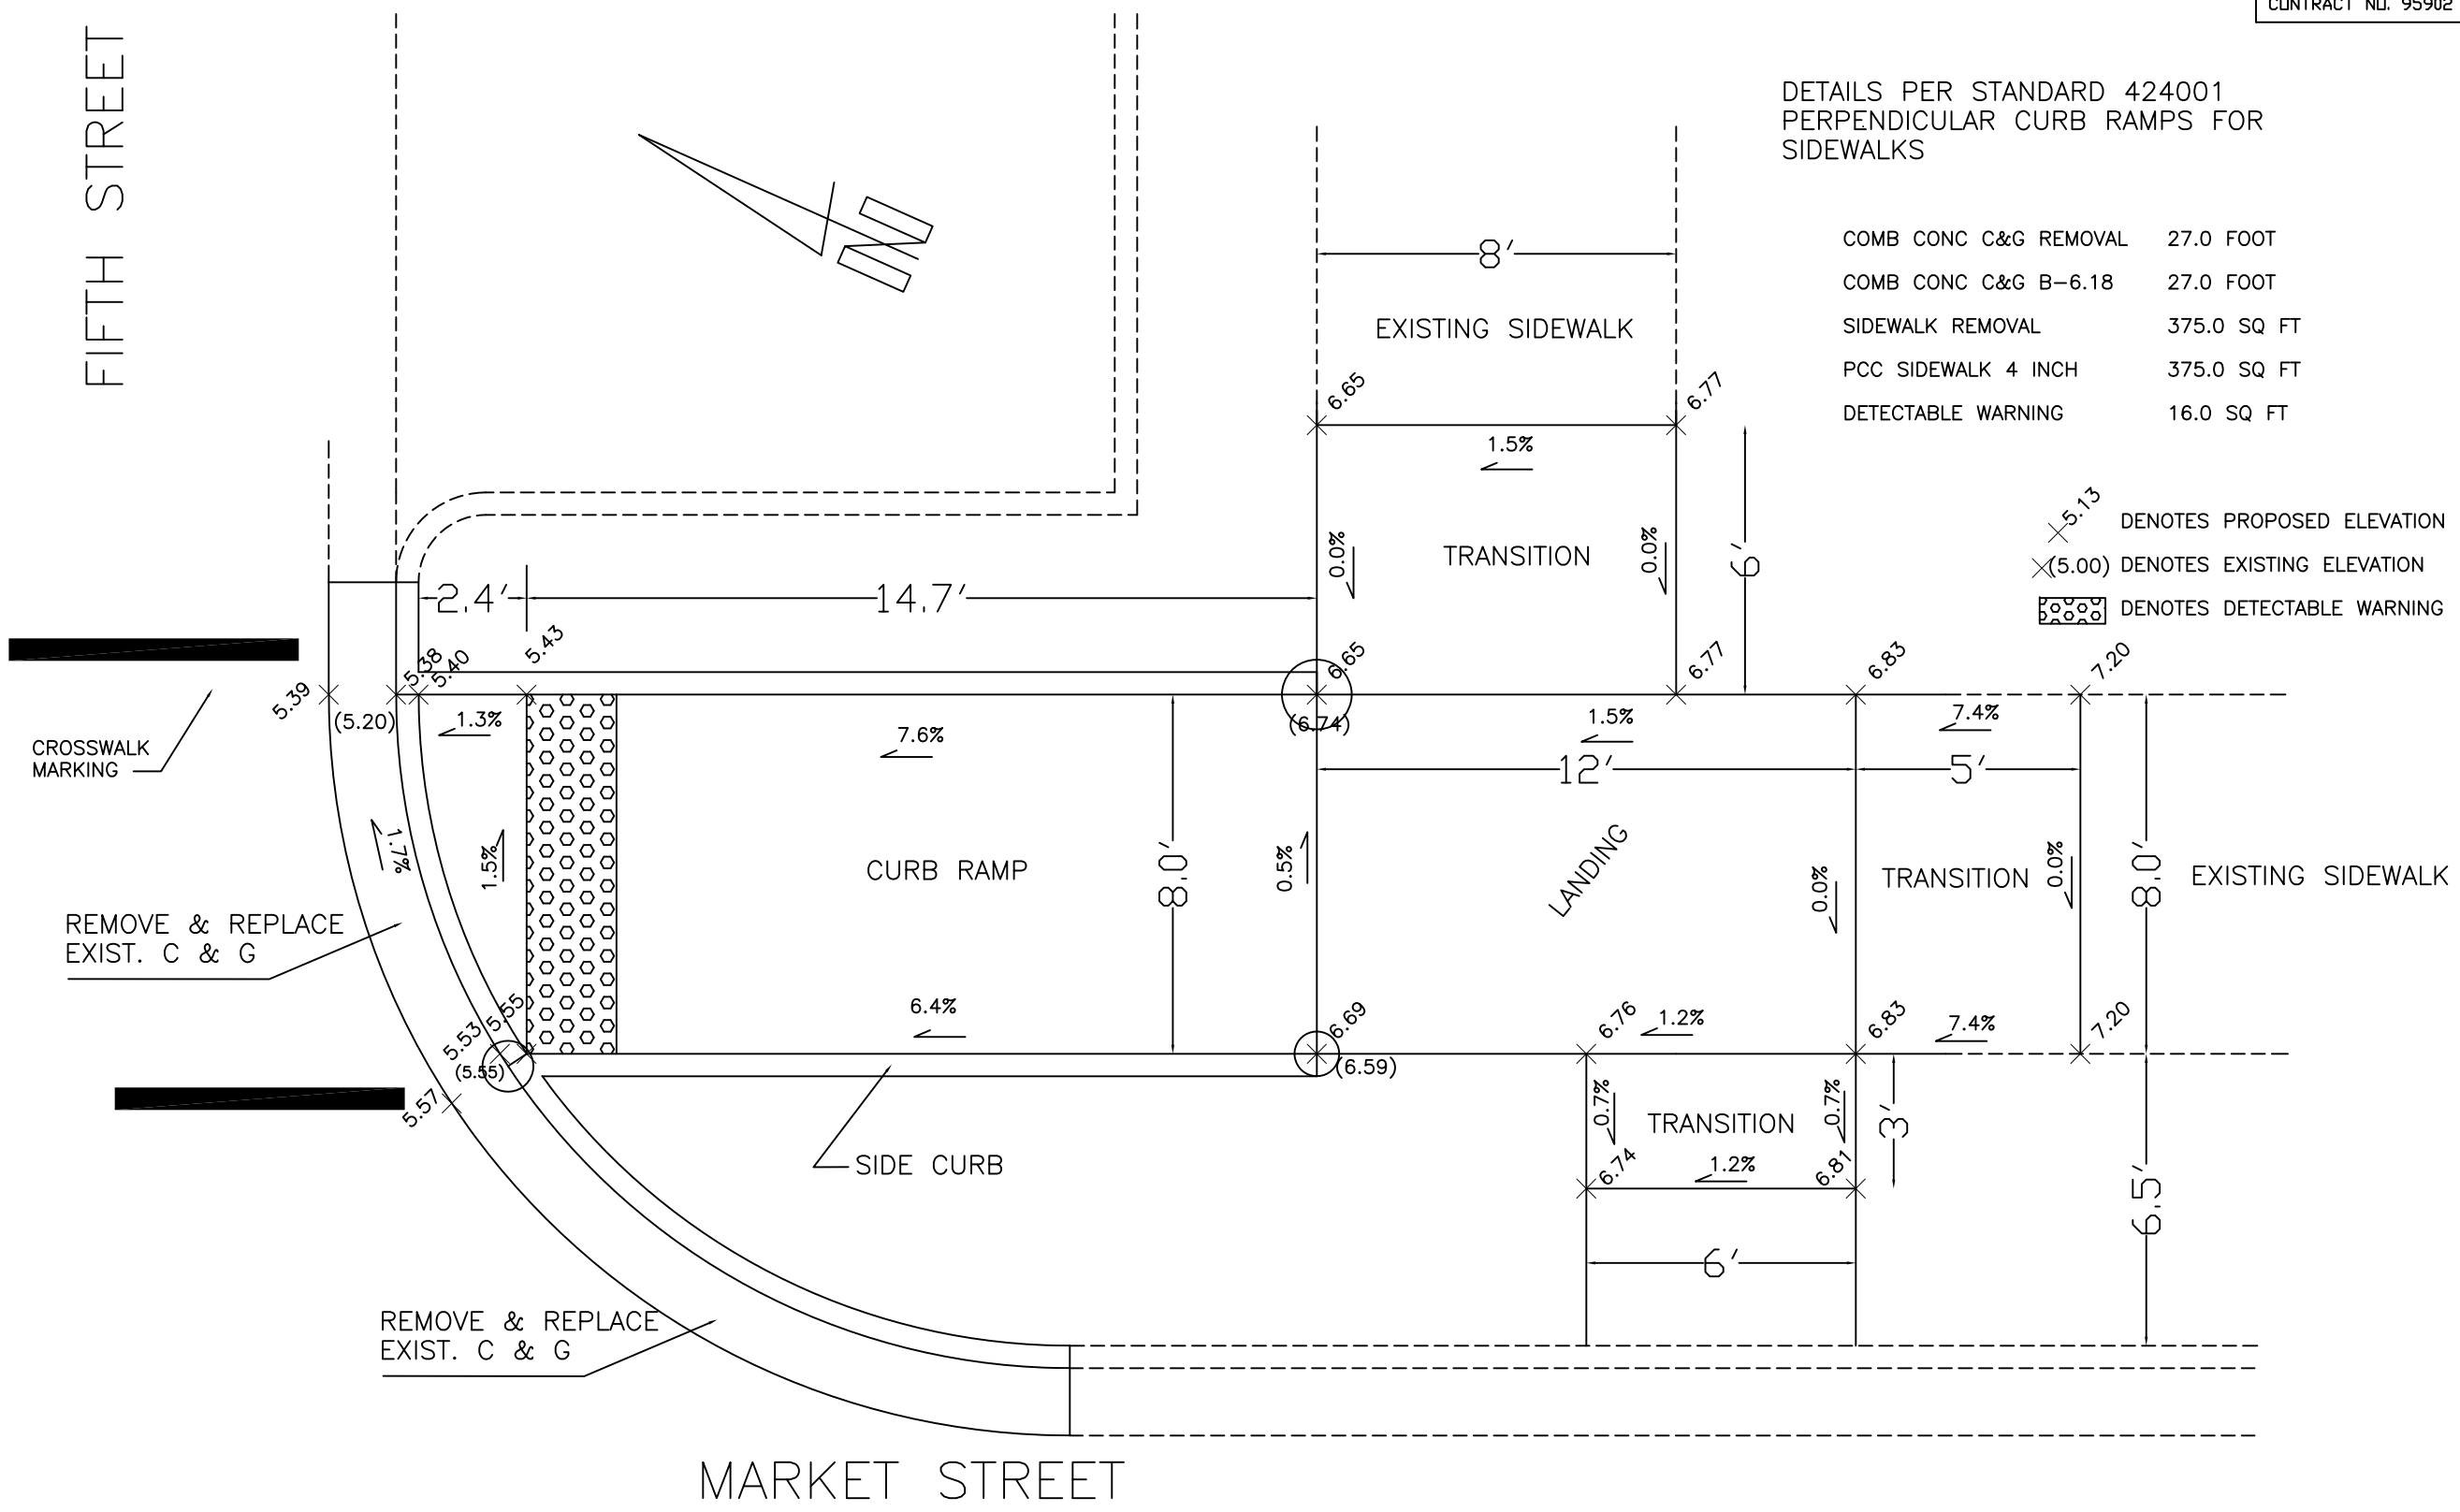 CONTRACT NO. 95902
FIFTH STREET
DETAILS PER STANDARD 424001
PERPENDICULAR CURB RAMPS FOR
SIDEWALKS
N
COMB CONC C&G REMOVAL 27.0 FOOT
COMB CONC C&G B-6.18 27.0 FOOT
SIDEWALK REMOVAL 375.0 SQ FT
PCC SIDEWALK 4 INCH 375.0 SQ FT
DETECTABLE WARNING 16.0 SQ FT
8'
EXISTING SIDEWALK
6.65
6.77
1.5%
0.0%
TRANSITION
0.0%
6'
5.13 DENOTES PROPOSED ELEVATION
(5.00) DENOTES EXISTING ELEVATION
DENOTES DETECTABLE WARNING
2.4'
14.7'
5.39
5.38
5.40
5.43
6.65
6.77
6.83
7.20
(5.20)
1.3%
7.6%
(6.74)
1.5%
7.4%
CROSSWALK
MARKING
12'
5'
1.7%
1.5%
CURB RAMP
8.0'
0.5%
LANDING
0.0%
TRANSITION
0.0%
8.0'
EXISTING SIDEWALK
REMOVE & REPLACE
EXIST. C & G
6.4%
5.53
5.55
(5.55)
5.57
6.69
(6.59)
6.76
1.2%
6.83
7.4%
7.20
0.7%
TRANSITION
0.7%
3'
6.5'
SIDE CURB
6.74
1.2%
6.81
6'
REMOVE & REPLACE
EXIST. C & G
MARKET STREET